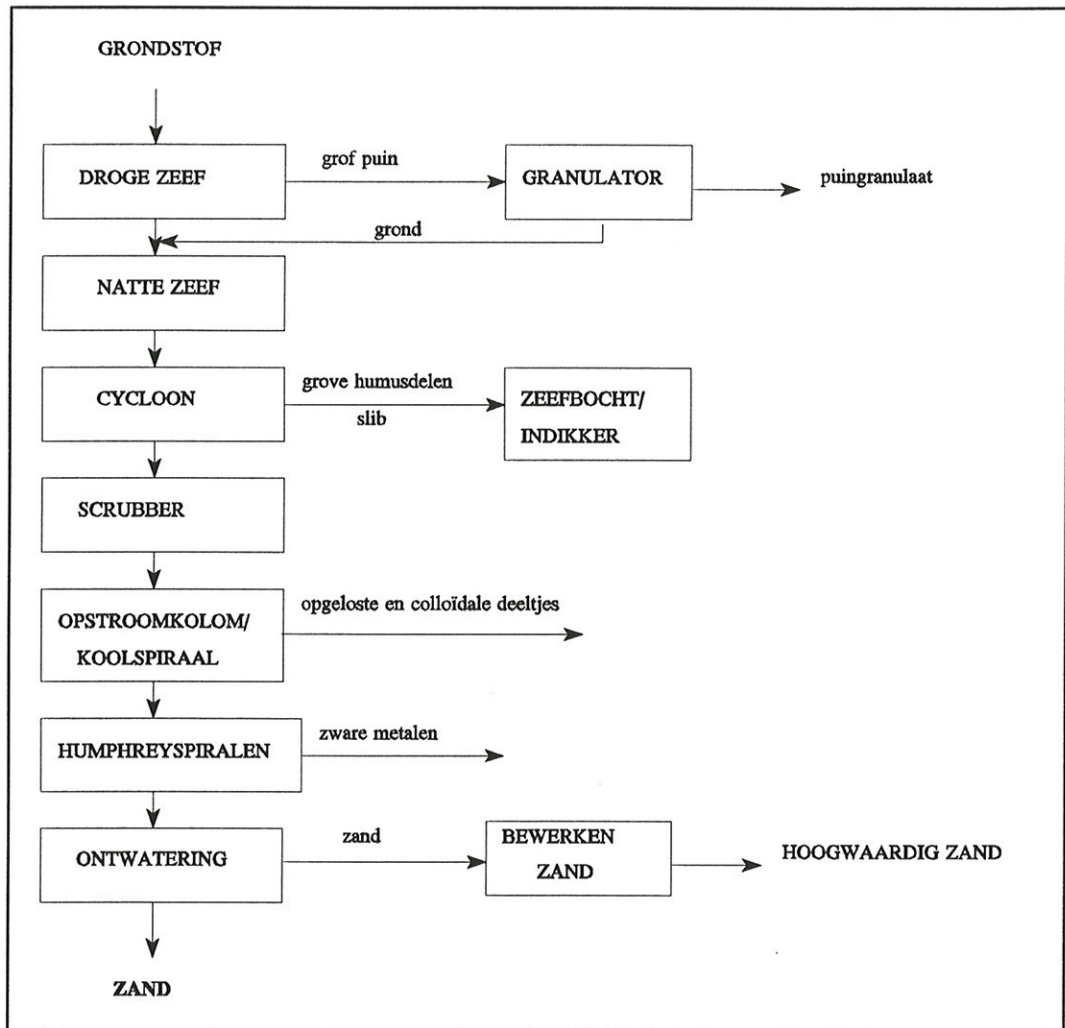 GRONDSTOF
DROGE ZEEF
grof puin
GRANULATOR
puingranulaat
grond
NATTE ZEEF
CYCLOON
grove humusdelen
slib
ZEEFBOCHT/
INDIKKER
SCRUBBER
OPSTROOMKOLOM/
KOOLSPIRAAL
opgeloste en colloïdale deeltjes
HUMPHREYSPIRALEN
zware metalen
ONTWATERING
zand
BEWERKEN
ZAND
HOOGWAARDIG ZAND
ZAND